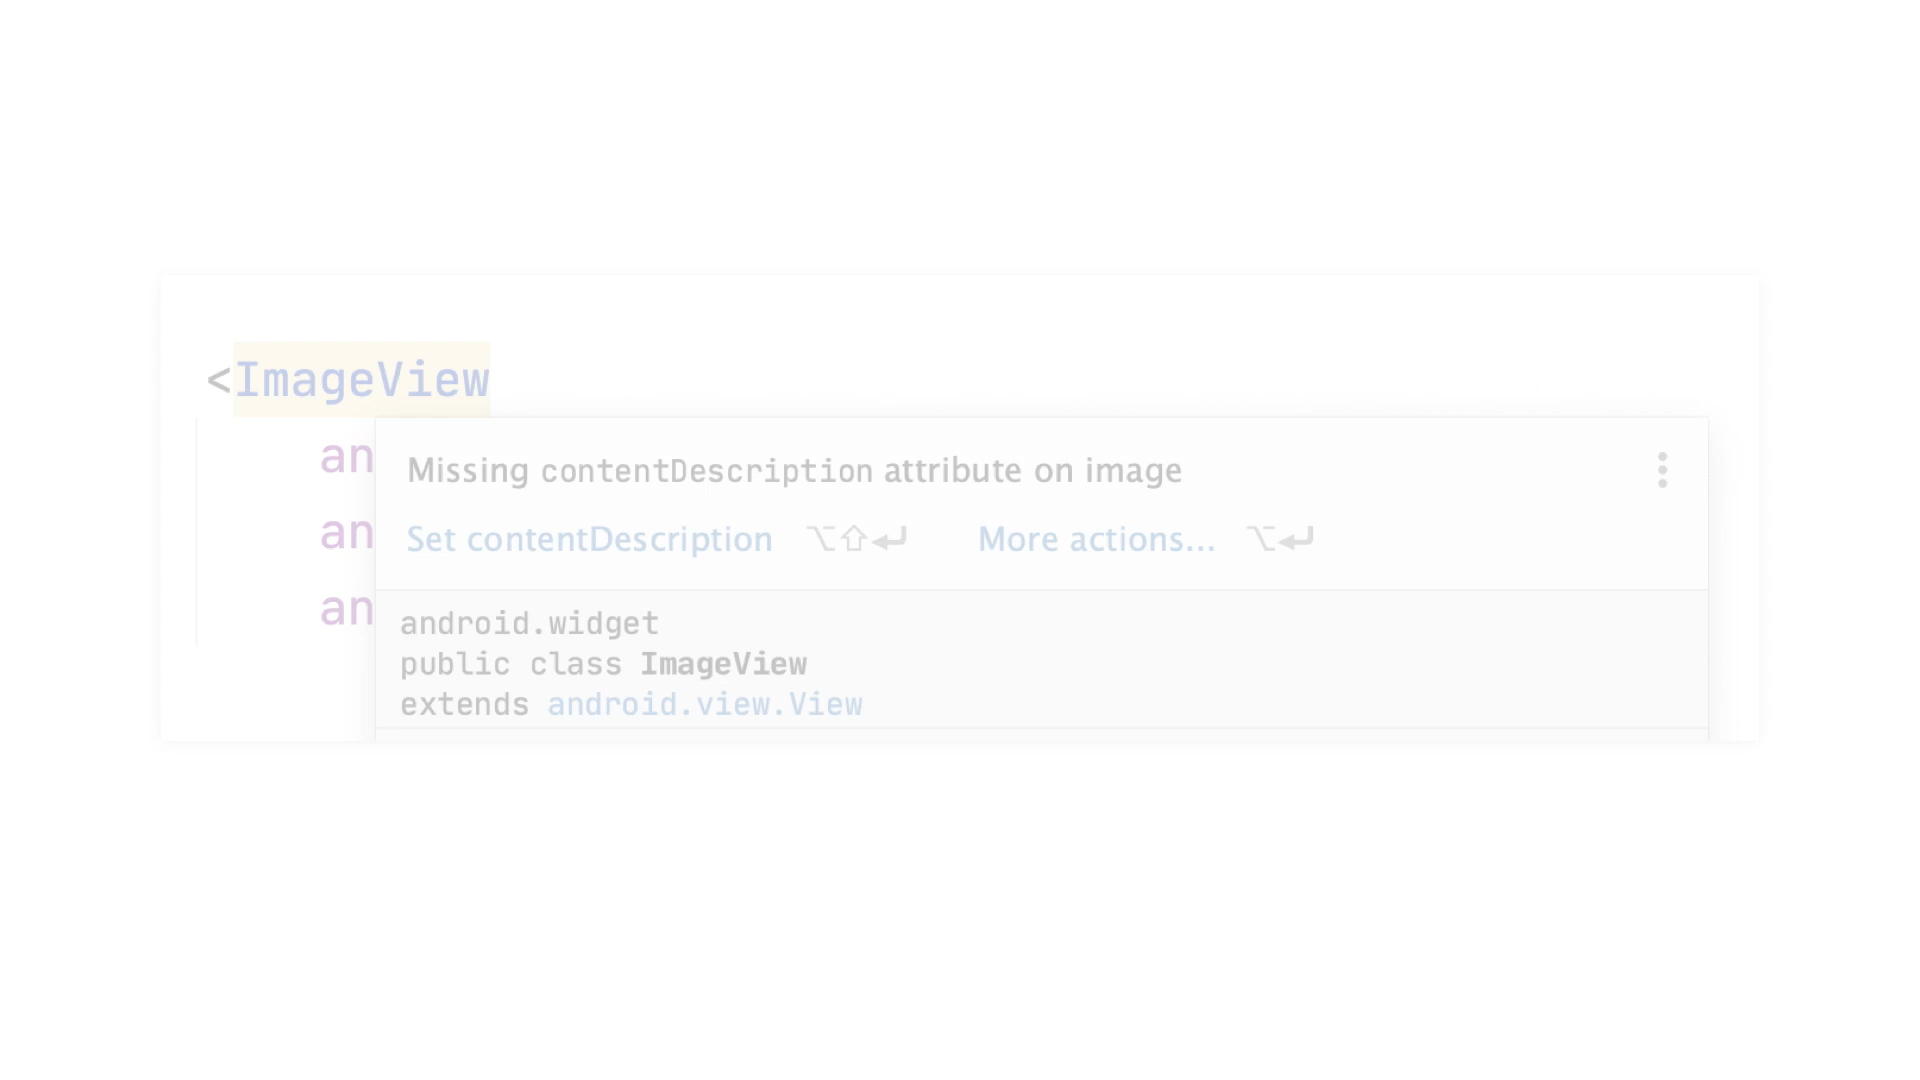 <ImageView
an
Missing contentDescription attribute on image
Set contentDescription ⌥⇧↵ More actions... ⌥↵
an
an
android.widget
public class ImageView
extends android.view.View